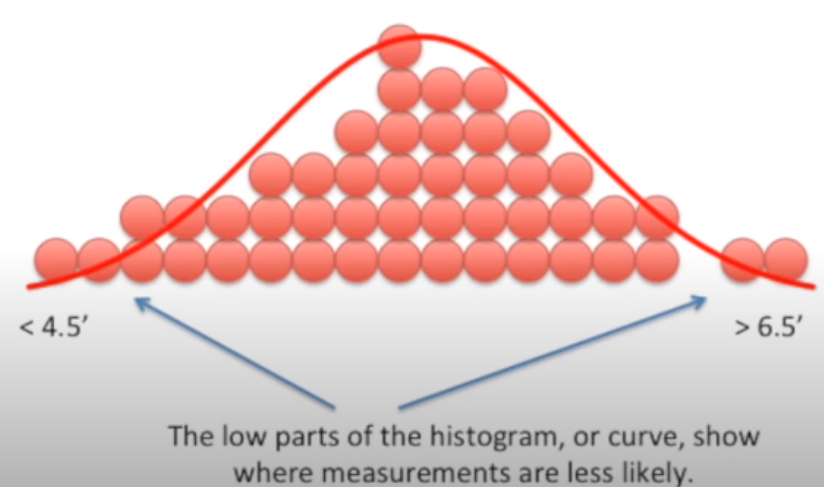 < 4.5′
> 6.5′
The low parts of the histogram, or curve, show
where measurements are less likely.